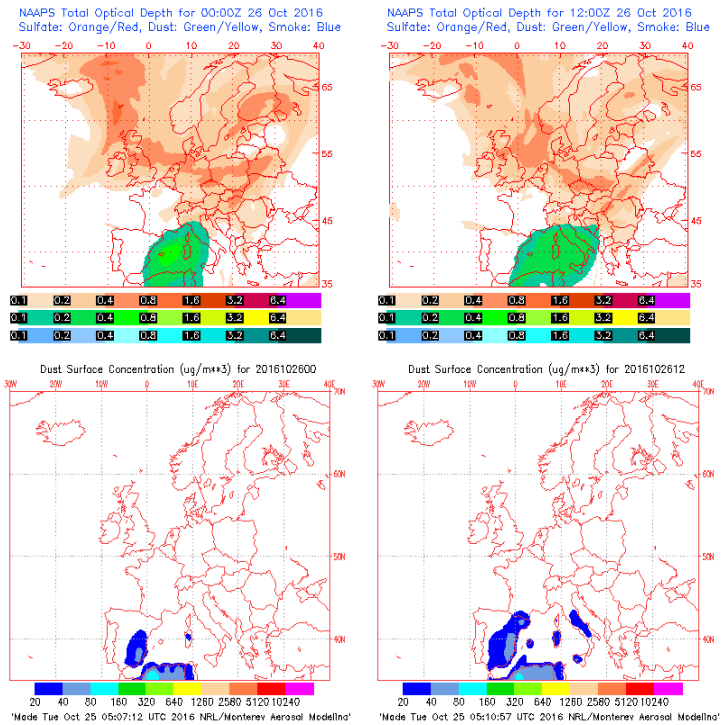 NAAPS Total Optical Depth for 00:00Z 26 Oct 2016
Sulfate: Orange/Red, Dust: Green/Yellow, Smoke: Blue
-30 -20 -10 0 10 20 30 40
65
55
45
35
0.1 0.2 0.4 0.8 1.6 3.2 6.4
0.1 0.2 0.4 0.8 1.6 3.2 6.4
0.1 0.2 0.4 0.8 1.6 3.2 6.4
NAAPS Total Optical Depth for 12:00Z 26 Oct 2016
Sulfate: Orange/Red, Dust: Green/Yellow, Smoke: Blue
-30 -20 -10 0 10 20 30 40
65
55
45
35
0.1 0.2 0.4 0.8 1.6 3.2 6.4
0.1 0.2 0.4 0.8 1.6 3.2 6.4
0.1 0.2 0.4 0.8 1.6 3.2 6.4
Dust Surface Concentration (ug/m**3) for 2016102600
30W 20W 10W 0 10E 20E 30E 40E
70N
60N
50N
40N
20 40 80 160 320 640 1280 2560 5120 10240
'Made Tue Oct 25 05:07:12 UTC 2016 NRL/Monterey Aerosol Modeling'
Dust Surface Concentration (ug/m**3) for 2016102612
30W 20W 10W 0 10E 20E 30E 40E
70N
60N
50N
40N
20 40 80 160 320 640 1280 2560 5120 10240
'Made Tue Oct 25 05:10:57 UTC 2016 NRL/Monterey Aerosol Modeling'